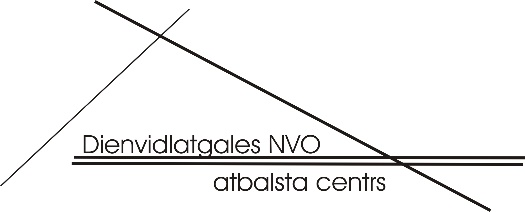 Dienvidlatgales NVO
atbalsta centrs